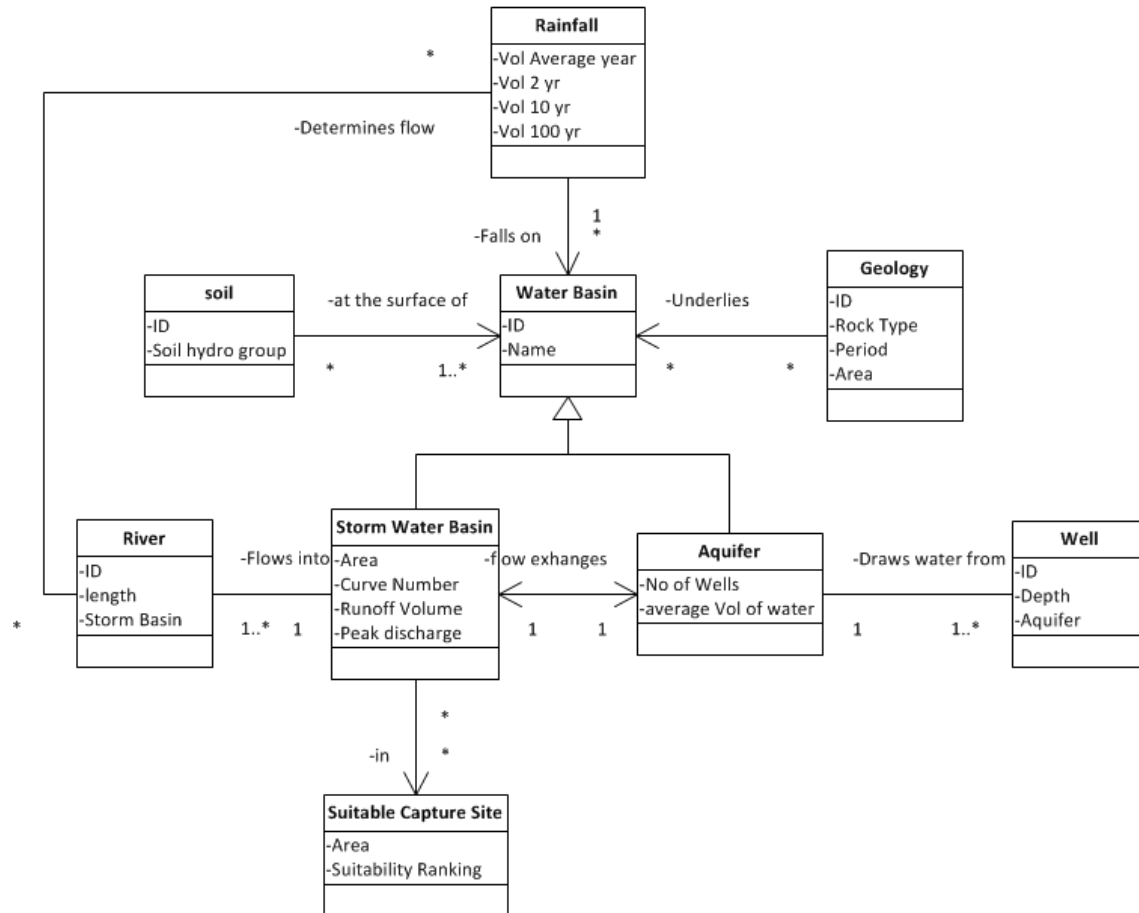 Rainfall
-Vol Average year
-Vol 2 yr
-Vol 10 yr
-Vol 100 yr
*
-Determines flow
1
*
-Falls on
soil
-ID
-Soil hydro group
-at the surface of
*
1..*
Water Basin
-ID
-Name
-Underlies
*
*
Geology
-ID
-Rock Type
-Period
-Area
River
-ID
-length
-Storm Basin
*
-Flows into
1..*
1
Storm Water Basin
-Area
-Curve Number
-Runoff Volume
-Peak discharge
-flow exhanges
1
1
Aquifer
-No of Wells
-average Vol of water
-Draws water from
1
1..*
Well
-ID
-Depth
-Aquifer
*
-in
*
Suitable Capture Site
-Area
-Suitability Ranking